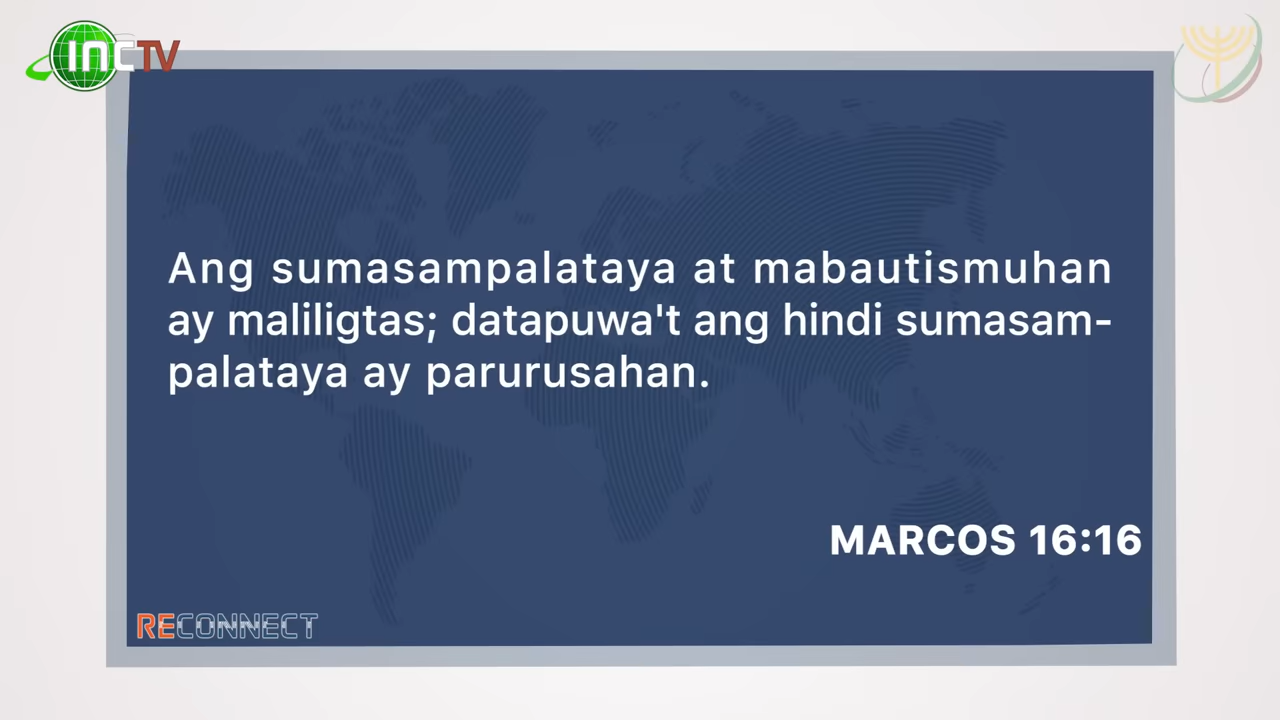 INCTV
Ang sumasampalataya at mabautismuhan
ay maliligtas; datapuwa't ang hindi sumasam-
palataya ay parurusahan.
MARCOS 16:16
RECONNECT